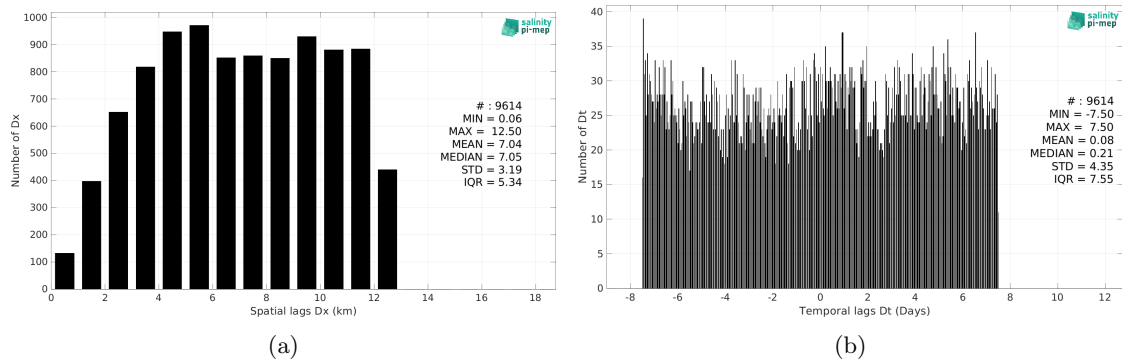 1000
900
800
700
600
500
400
300
200
100
0
0 2 4 6 8 10 12 14 16 18
Number of Dx
Spatial lags Dx (km)
salinity
pi-mep
# : 9614
MIN = 0.06
MAX = 12.50
MEAN = 7.04
MEDIAN = 7.05
STD = 3.19
IQR = 5.34
(a)
40
35
30
25
20
15
10
5
0
-8 -6 -4 -2 0 2 4 6 8 10 12
Number of Dt
Temporal lags Dt (Days)
salinity
pi-mep
# : 9614
MIN = -7.50
MAX = 7.50
MEAN = 0.08
MEDIAN = 0.21
STD = 4.35
IQR = 7.55
(b)